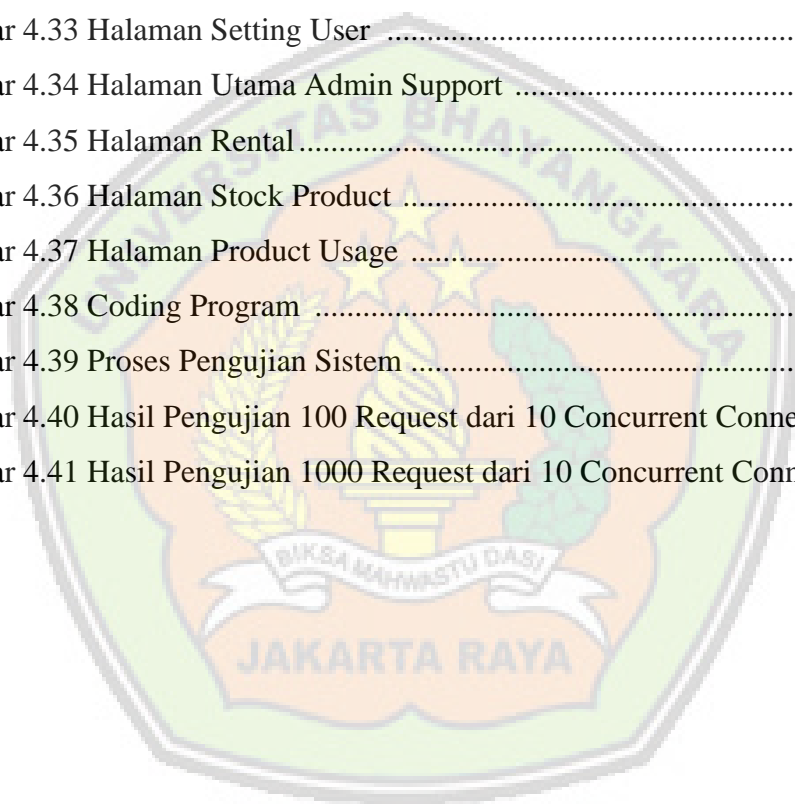 ar 4.33 Halaman Setting User ..................................................
ar 4.34 Halaman Utama Admin Support ..................................
ar 4.35 Halaman Rental .............................................................
ar 4.36 Halaman Stock Product ................................................
ar 4.37 Halaman Product Usage ...............................................
ar 4.38 Coding Program ...........................................................
ar 4.39 Proses Pengujian Sistem ...............................................
ar 4.40 Hasil Pengujian 100 Request dari 10 Concurrent Conne
ar 4.41 Hasil Pengujian 1000 Request dari 10 Concurrent Conn
UNIVERSITAS BHAYANGKARA
BIKSA MAHWASTU DASI
JAKARTA RAYA